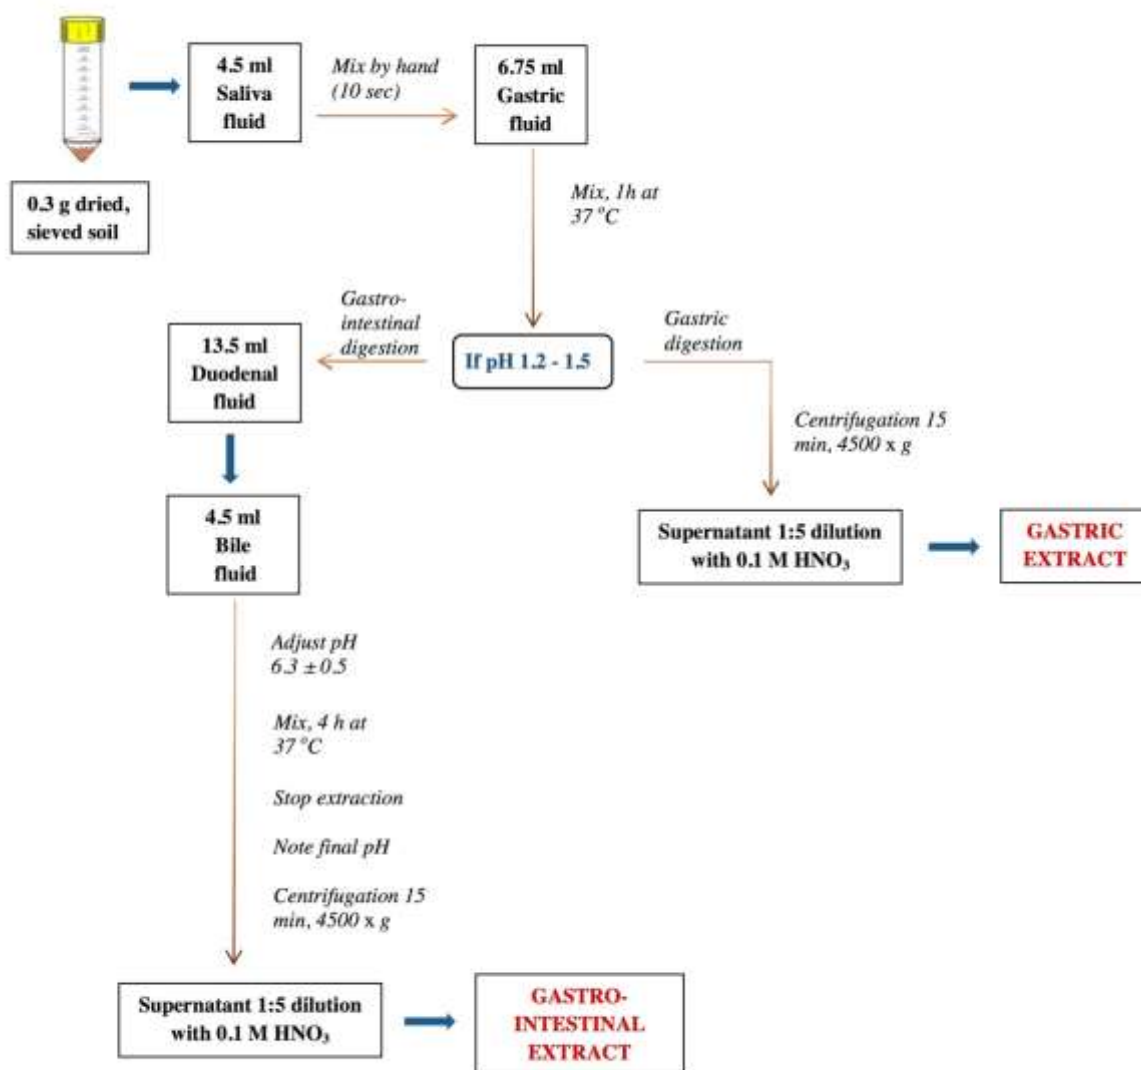 4.5 ml
Saliva
fluid
Mix by hand
(10 sec)
6.75 ml
Gastric
fluid
0.3 g dried,
sieved soil
Mix, 1h at
37 °C
Gastro-
intestinal
digestion
If pH 1.2 - 1.5
Gastric
digestion
13.5 ml
Duodenal
fluid
Centrifugation 15
min, 4500 x g
4.5 ml
Bile
fluid
Supernatant 1:5 dilution
with 0.1 M HNO₃
GASTRIC
EXTRACT
Adjust pH
6.3 ± 0.5
Mix, 4 h at
37 °C
Stop extraction
Note final pH
Centrifugation 15
min, 4500 x g
Supernatant 1:5 dilution
with 0.1 M HNO₃
GASTRO-
INTESTINAL
EXTRACT